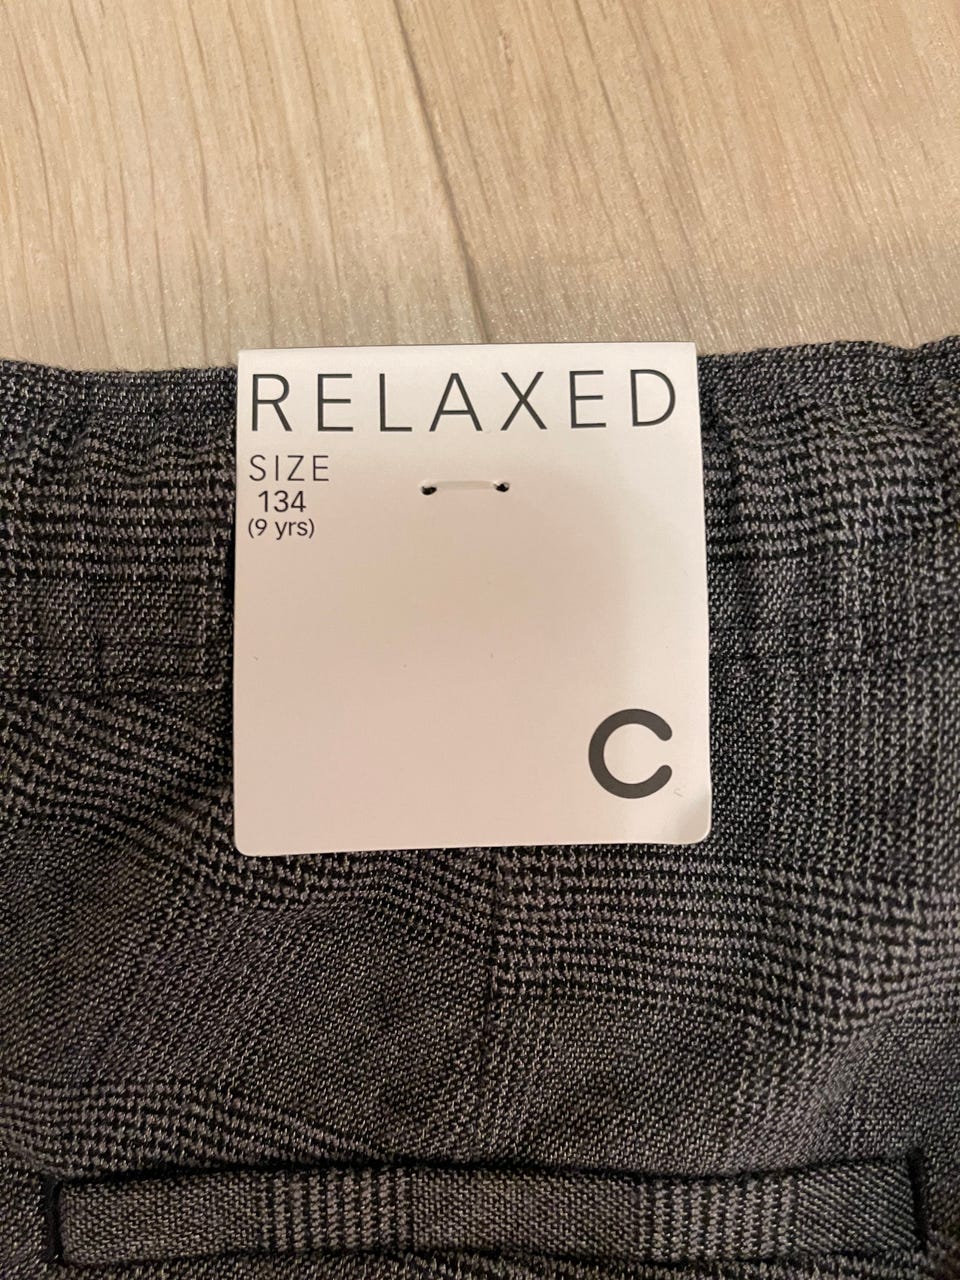 RELAXED
SIZE
134
(9 yrs)
C